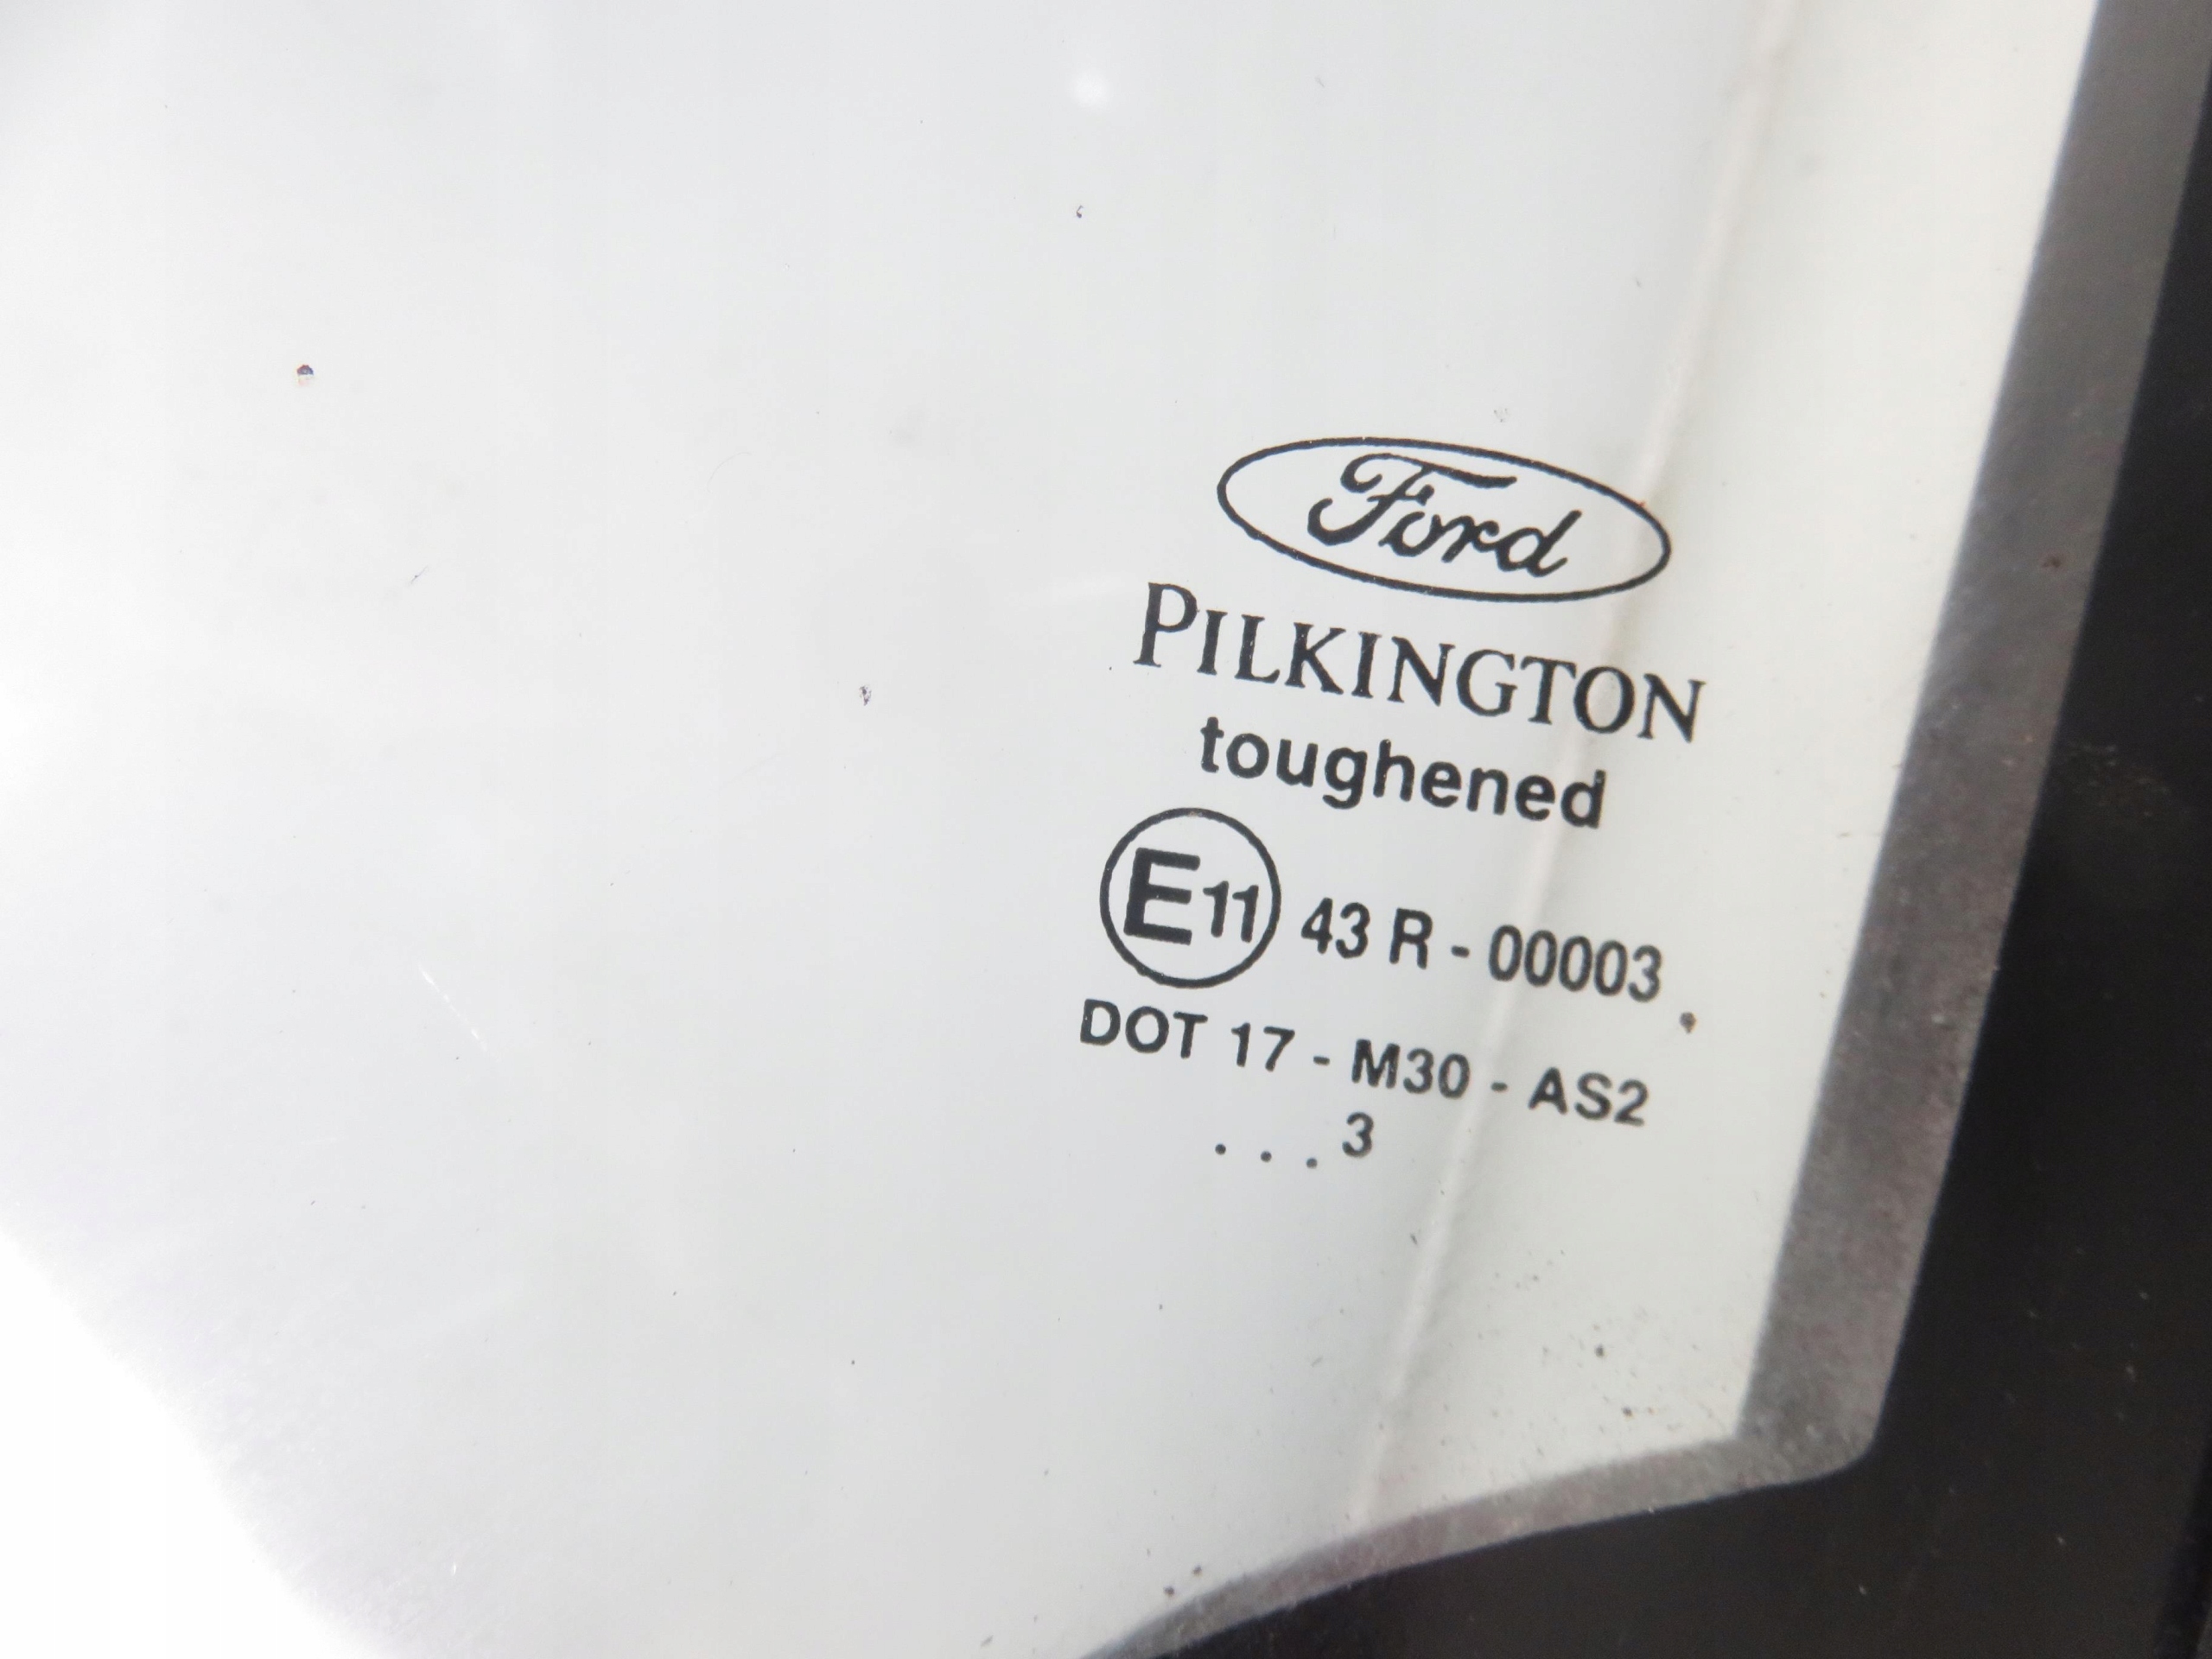 Ford
PILKINGTON
toughened
E11 43 R - 00003
DOT 17 - M30 - AS2
. . . 3